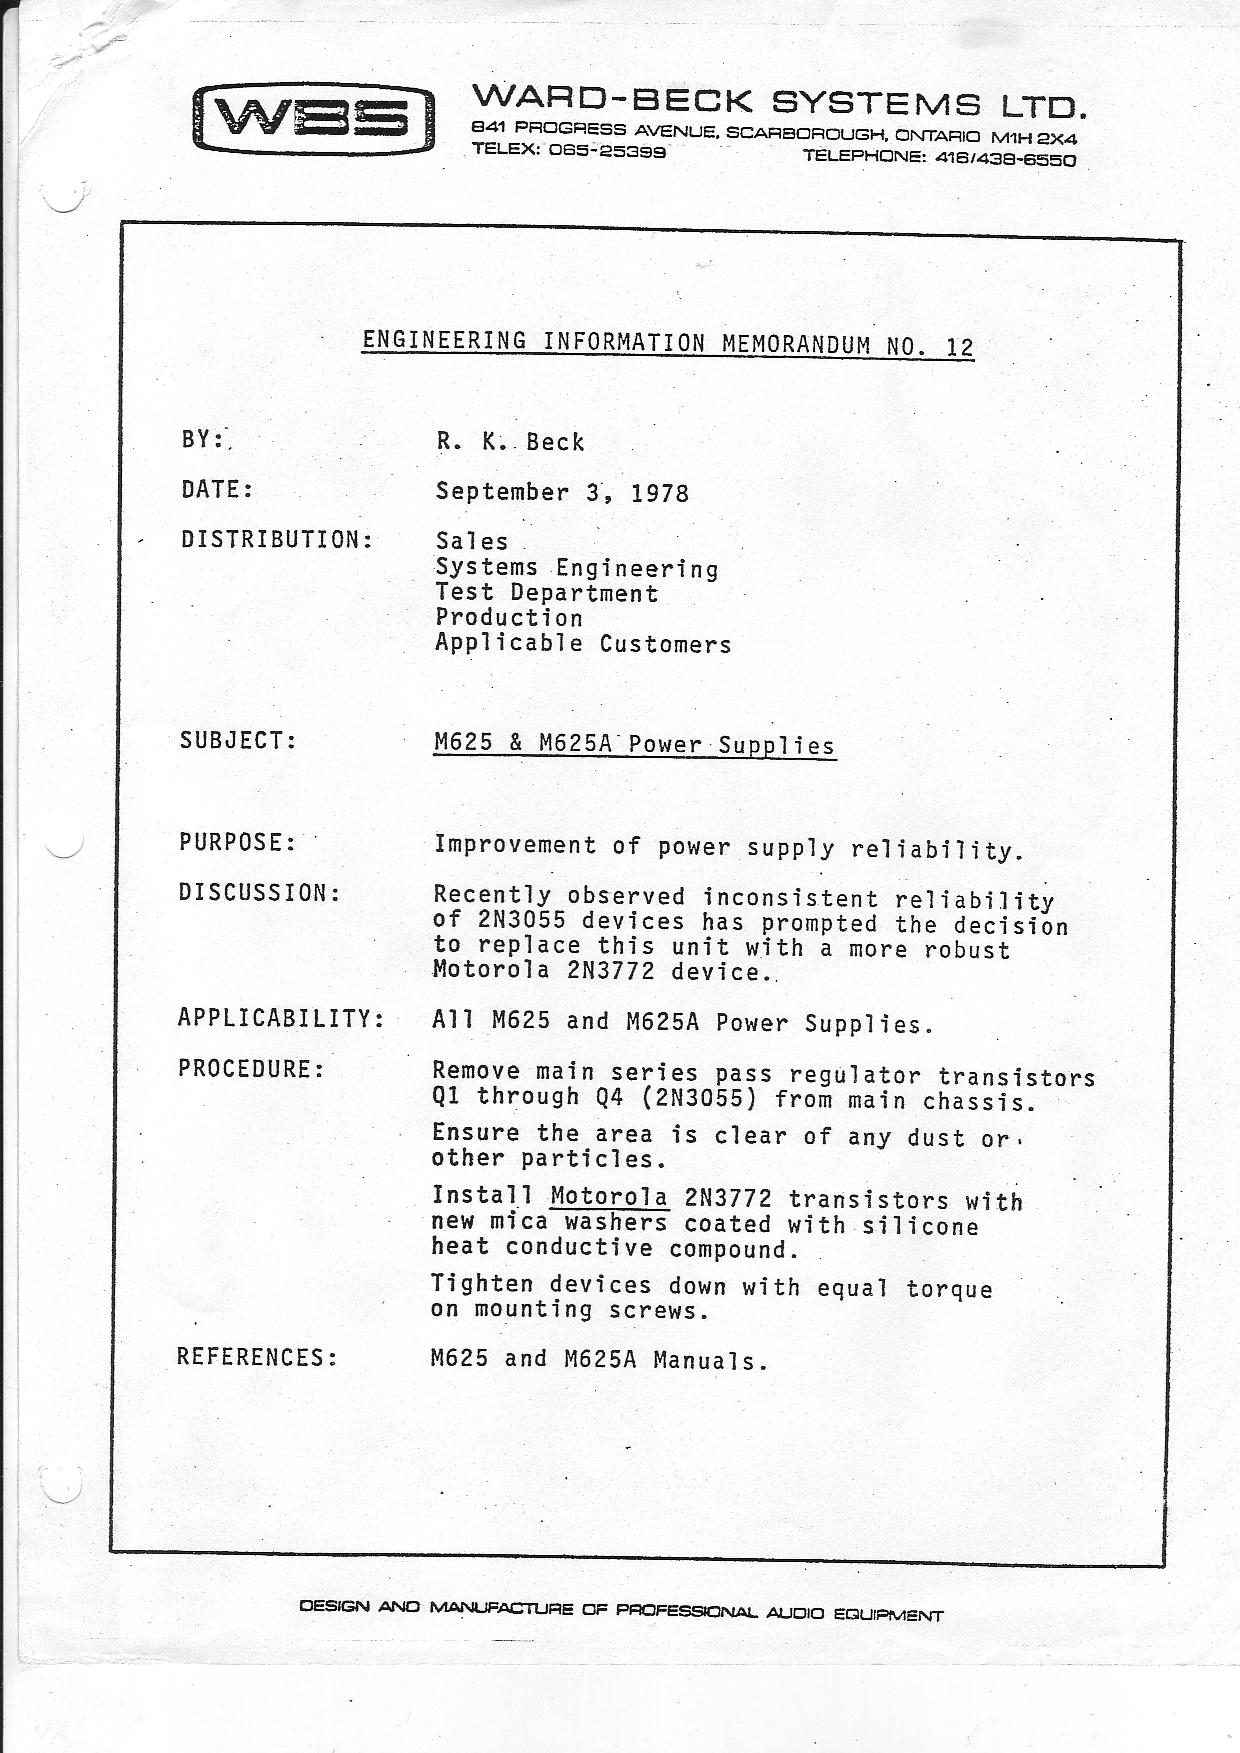 WBS
WARD-BECK SYSTEMS LTD.
841 PROGRESS AVENUE, SCARBOROUGH, ONTARIO M1H 2X4
TELEX: 065-25399 TELEPHONE: 416/438-6550
ENGINEERING INFORMATION MEMORANDUM NO. 12
BY: R. K. Beck
DATE: September 3, 1978
DISTRIBUTION: Sales
Systems Engineering
Test Department
Production
Applicable Customers
SUBJECT: M625 & M625A Power Supplies
PURPOSE: Improvement of power supply reliability.
DISCUSSION: Recently observed inconsistent reliability
of 2N3055 devices has prompted the decision
to replace this unit with a more robust
Motorola 2N3772 device.
APPLICABILITY: All M625 and M625A Power Supplies.
PROCEDURE: Remove main series pass regulator transistors
Q1 through Q4 (2N3055) from main chassis.
Ensure the area is clear of any dust or
other particles.
Install Motorola 2N3772 transistors with
new mica washers coated with silicone
heat conductive compound.
Tighten devices down with equal torque
on mounting screws.
REFERENCES: M625 and M625A Manuals.
DESIGN AND MANUFACTURE OF PROFESSIONAL AUDIO EQUIPMENT